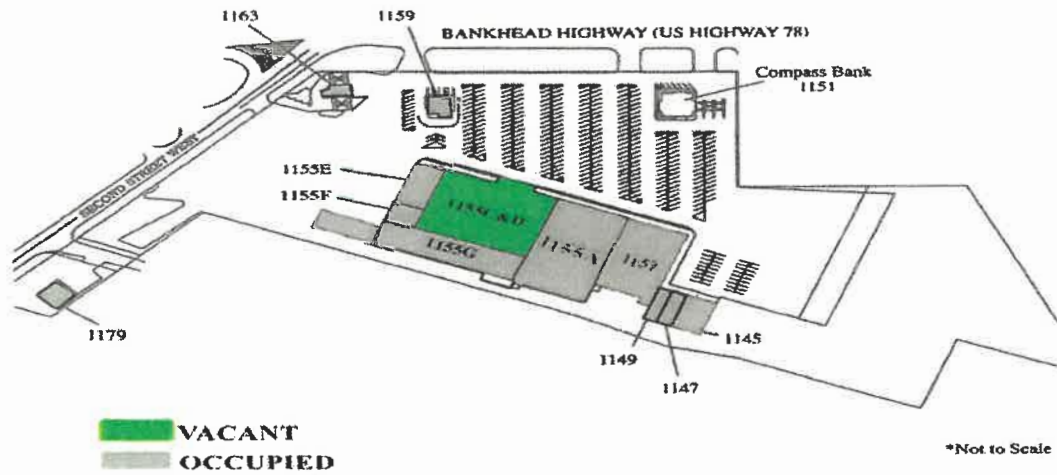 1163
1159
BANKHEAD HIGHWAY (US HIGHWAY 78)
Compass Bank
1151
SECOND STREET WEST
1155E
1155F
1155C & D
1155G
1155A
1157
1179
1149
1147
1145
VACANT
OCCUPIED
*Not to Scale